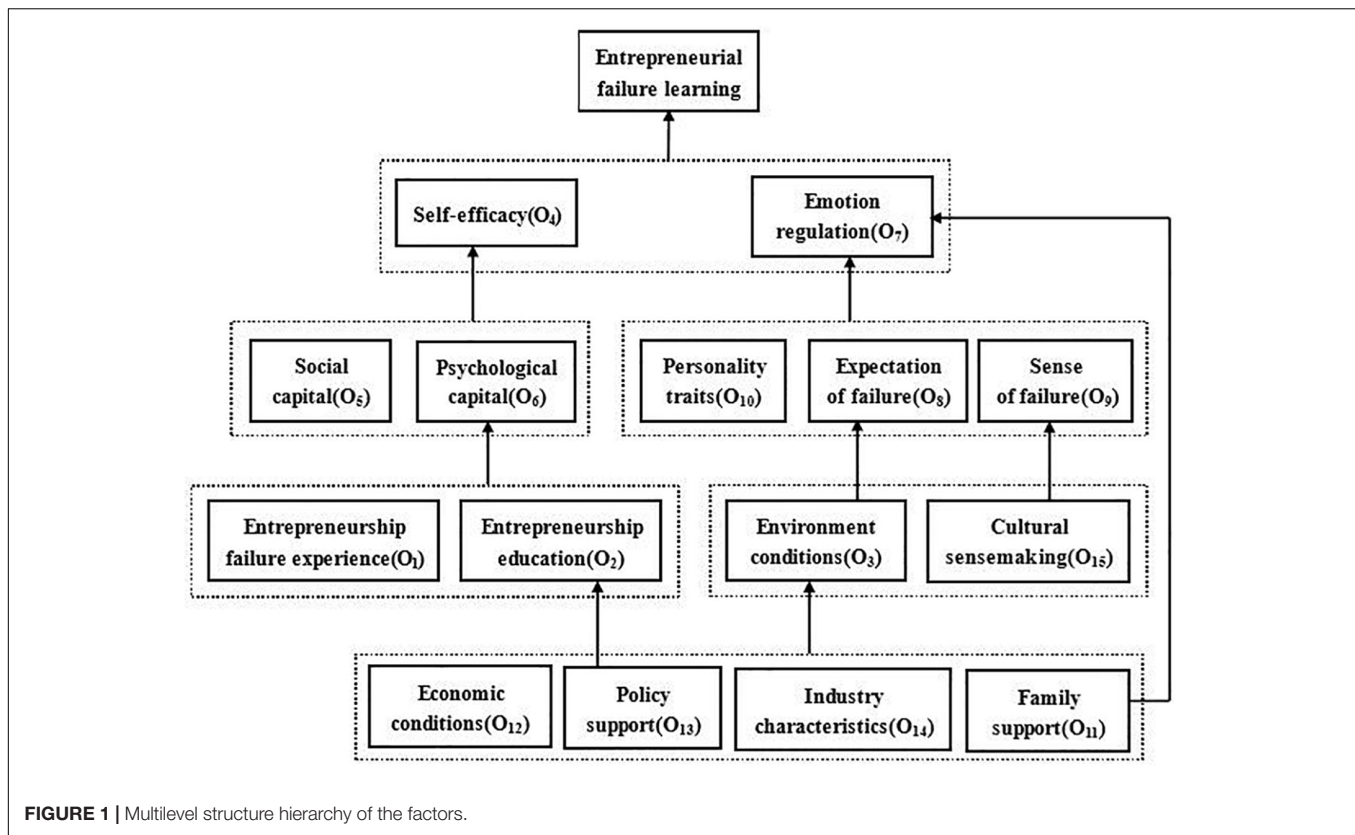 Entrepreneurial
failure learning
Self-efficacy(O₄)
Emotion
regulation(O₇)
Social
capital(O₅)
Psychological
capital(O₆)
Personality
traits(O₁₀)
Expectation
of failure(O₈)
Sense
of failure(O₉)
Entrepreneurship
failure experience(O₁)
Entrepreneurship
education(O₂)
Environment
conditions(O₃)
Cultural
sensemaking(O₁₅)
Economic
conditions(O₁₂)
Policy
support(O₁₃)
Industry
characteristics(O₁₄)
Family
support(O₁₁)
FIGURE 1 | Multilevel structure hierarchy of the factors.